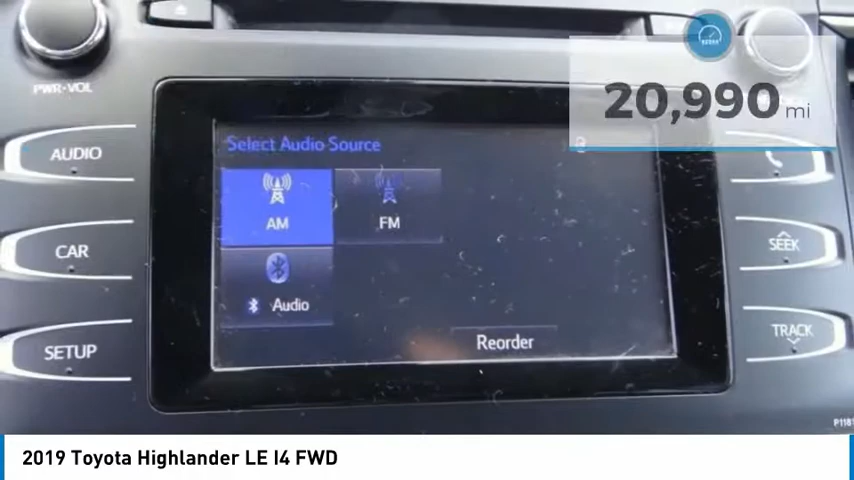 PWR·VOL
20,990 mi
AUDIO
Select Audio Source
AM
FM
CAR
SEEK
Audio
SETUP
Reorder
TRACK
2019 Toyota Highlander LE I4 FWD